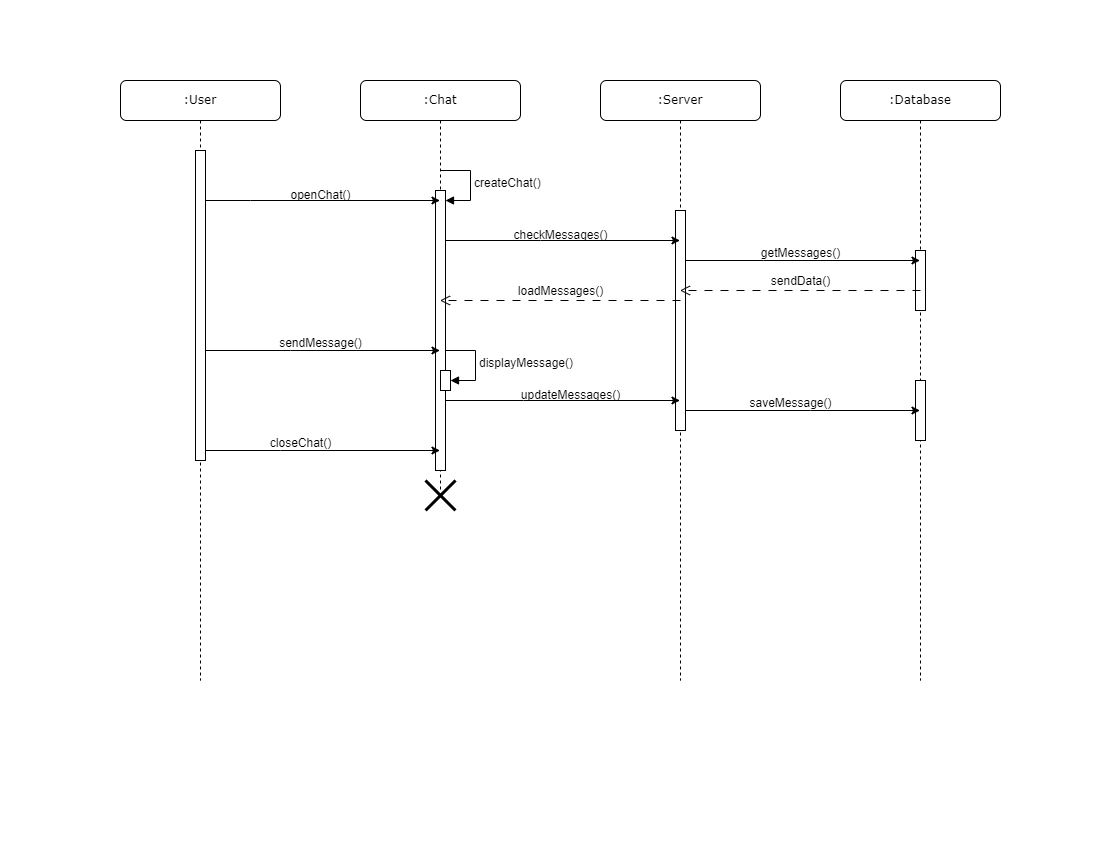 :User
:Chat
:Server
:Database
createChat()
openChat()
checkMessages()
getMessages()
sendData()
loadMessages()
sendMessage()
displayMessage()
updateMessages()
saveMessage()
closeChat()